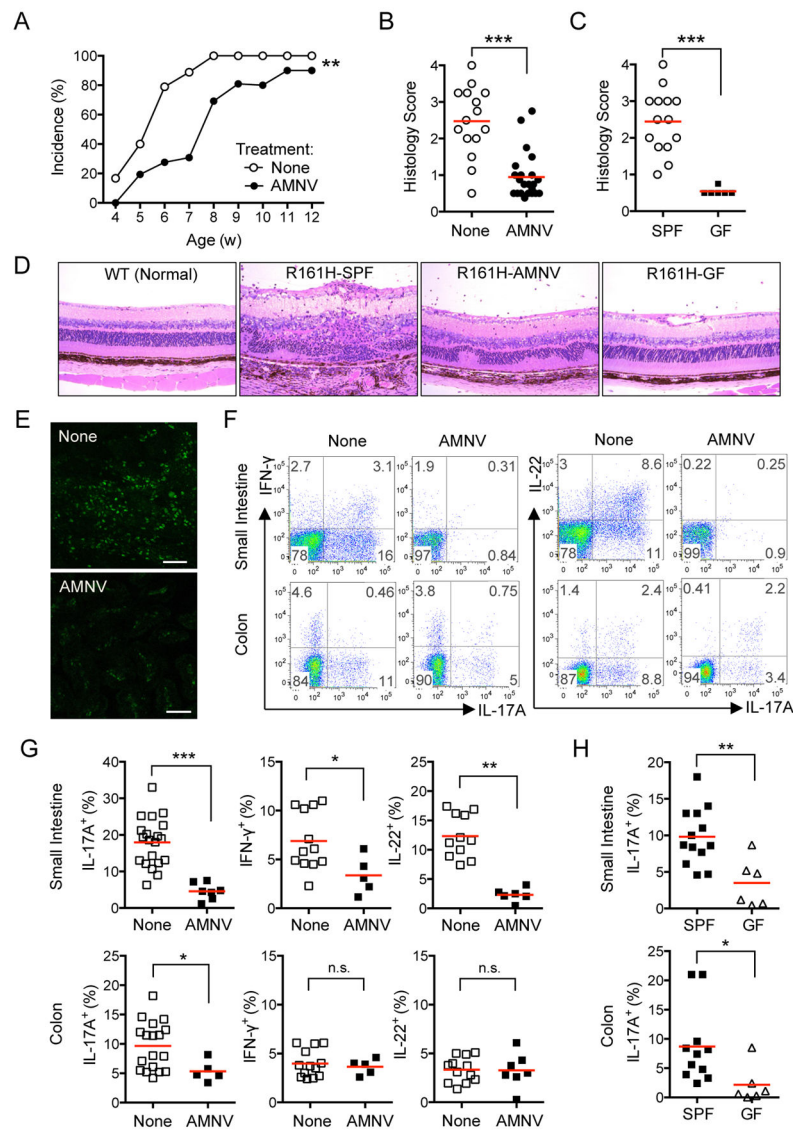 A
Incidence (%)
100
80
60
40
20
0
4 5 6 7 8 9 10 11 12
Age (w)
**
Treatment:
None
AMNV
B
Histology Score
***
4
3
2
1
0
None AMNV
C
Histology Score
***
4
3
2
1
0
SPF GF
D
WT (Normal) R161H-SPF R161H-AMNV R161H-GF
E
None
AMNV
F
None AMNV None AMNV
Small Intestine
IFN-γ
2.7 3.1 1.9 0.31
78 16 97 0.84
IL-22
3 8.6 0.22 0.25
78 11 99 0.9
Colon
4.6 0.46 3.8 0.75
84 11 90 5
1.4 2.4 0.41 2.2
87 8.8 94 3.4
0 10² 10³ 10⁴ 10⁵
IL-17A IL-17A
G
Small Intestine
IL-17A⁺ (%)
***
40
30
20
10
0
None AMNV
IFN-γ⁺ (%)
*
15
10
5
0
None AMNV
IL-22⁺ (%)
**
25
20
15
10
5
0
None AMNV
Colon
IL-17A⁺ (%)
*
25
20
15
10
5
0
None AMNV
IFN-γ⁺ (%)
n.s.
15
10
5
0
None AMNV
IL-22⁺ (%)
n.s.
15
10
5
0
None AMNV
H
Small Intestine
IL-17A⁺ (%)
**
20
15
10
5
0
SPF GF
Colon
IL-17A⁺ (%)
*
25
20
15
10
5
0
SPF GF